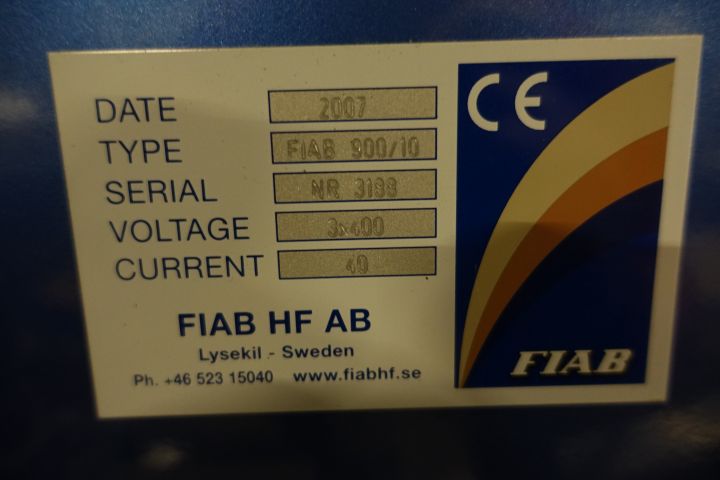 DATE 2007
TYPE FIAB 900/10
SERIAL NR 3188
VOLTAGE 3x400
CURRENT 40
FIAB HF AB
Lysekil - Sweden
Ph. +46 523 15040 www.fiabhf.se
CE
FIAB